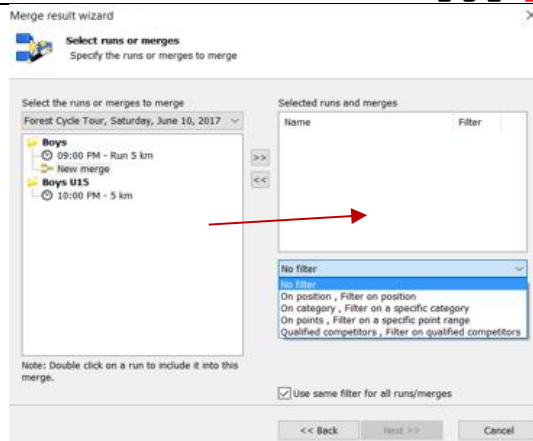 Merge result wizard
Select runs or merges
Specify the runs or merges to merge
Select the runs or merges to merge
Forest Cycle Tour, Saturday, June 10, 2017
Boys
09:00 PM - Run 5 km
New merge
Boys U15
10:00 PM - 5 km
Note: Double click on a run to include it into this
merge.
>>
<<
Selected runs and merges
Name Filter
No filter
No filter
On position , Filter on position
On category , Filter on a specific category
On points , Filter on a specific point range
Qualified competitors , Filter on qualified competitors
Use same filter for all runs/merges
<< Back Next >> Cancel